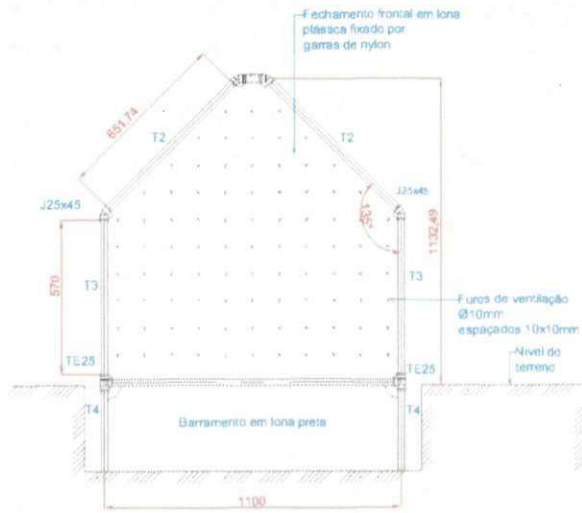 Fechamento frontal em lona
plástica fixado por
garras de nylon
651,74
T2
T2
J25x45
J25x45
135°
1132,49
570
T3
T3
Furos de ventilação
Ø10mm
espaçados 10x10mm
TE25
TE25
Nível do
terreno
T4
T4
Barramento em lona preta
1100